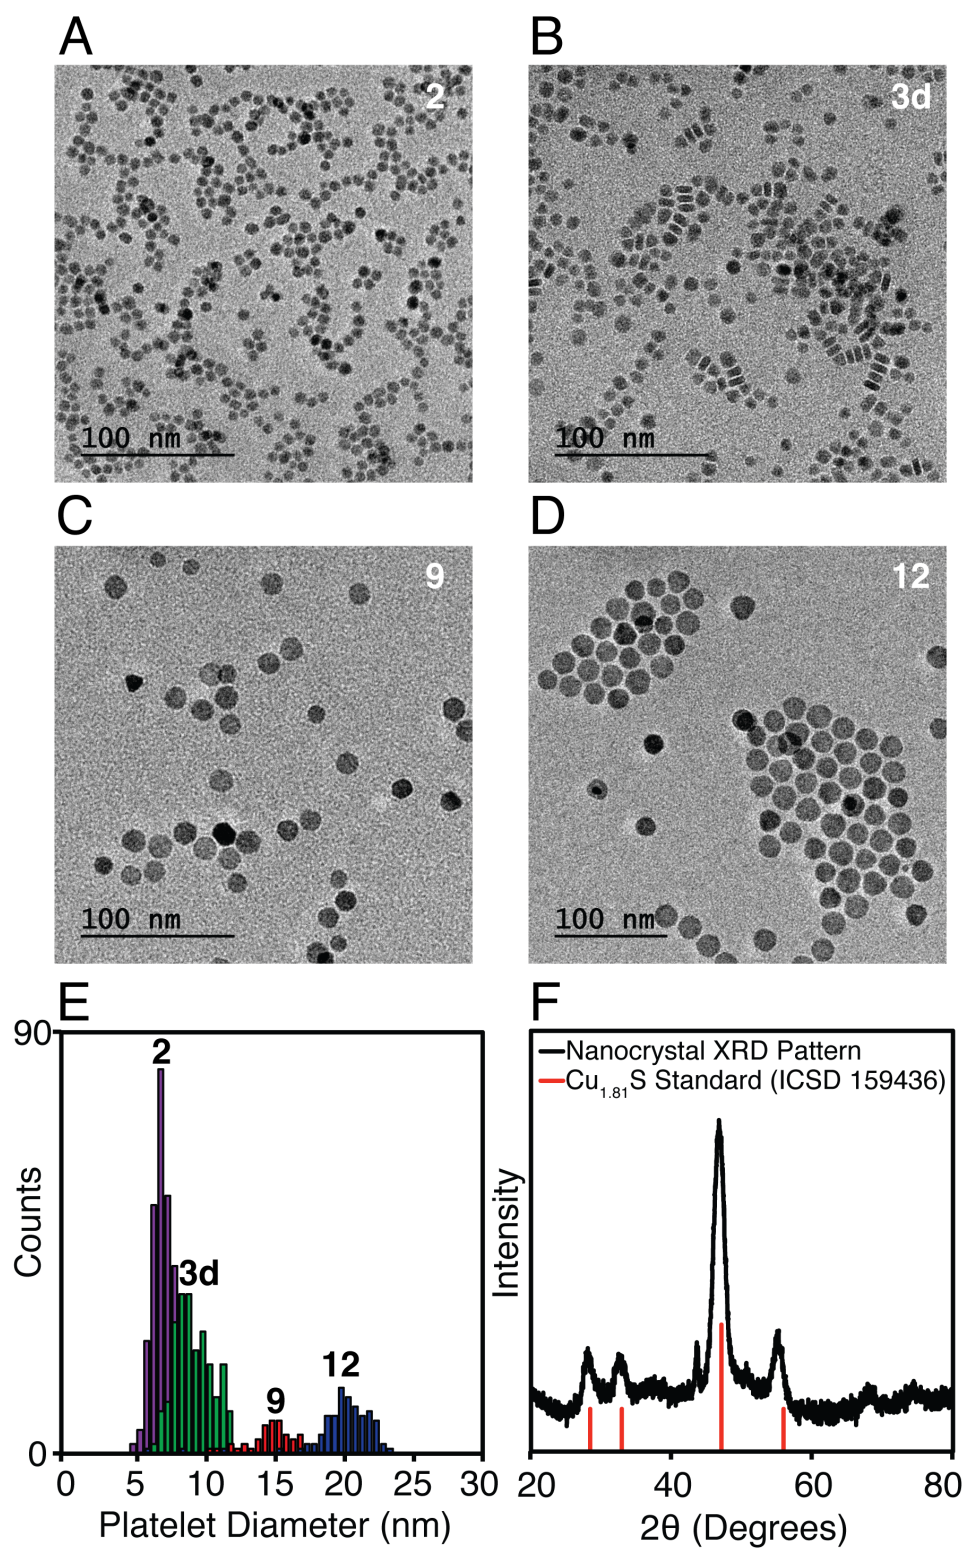 A
B
2
3d
100 nm
100 nm
C
D
9
12
100 nm
100 nm
E
F
90
2
3d
9
12
0
Counts
0 5 10 15 20 25 30
Platelet Diameter (nm)
Nanocrystal XRD Pattern
Cu1.81S Standard (ICSD 159436)
Intensity
20 40 60 80
2θ (Degrees)